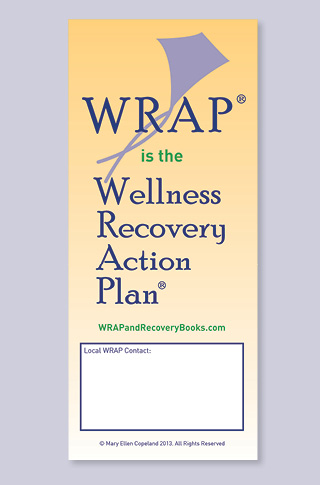 WRAP®
is the
Wellness
Recovery
Action
Plan®
WRAPandRecoveryBooks.com
Local WRAP Contact:
© Mary Ellen Copeland 2013. All Rights Reserved